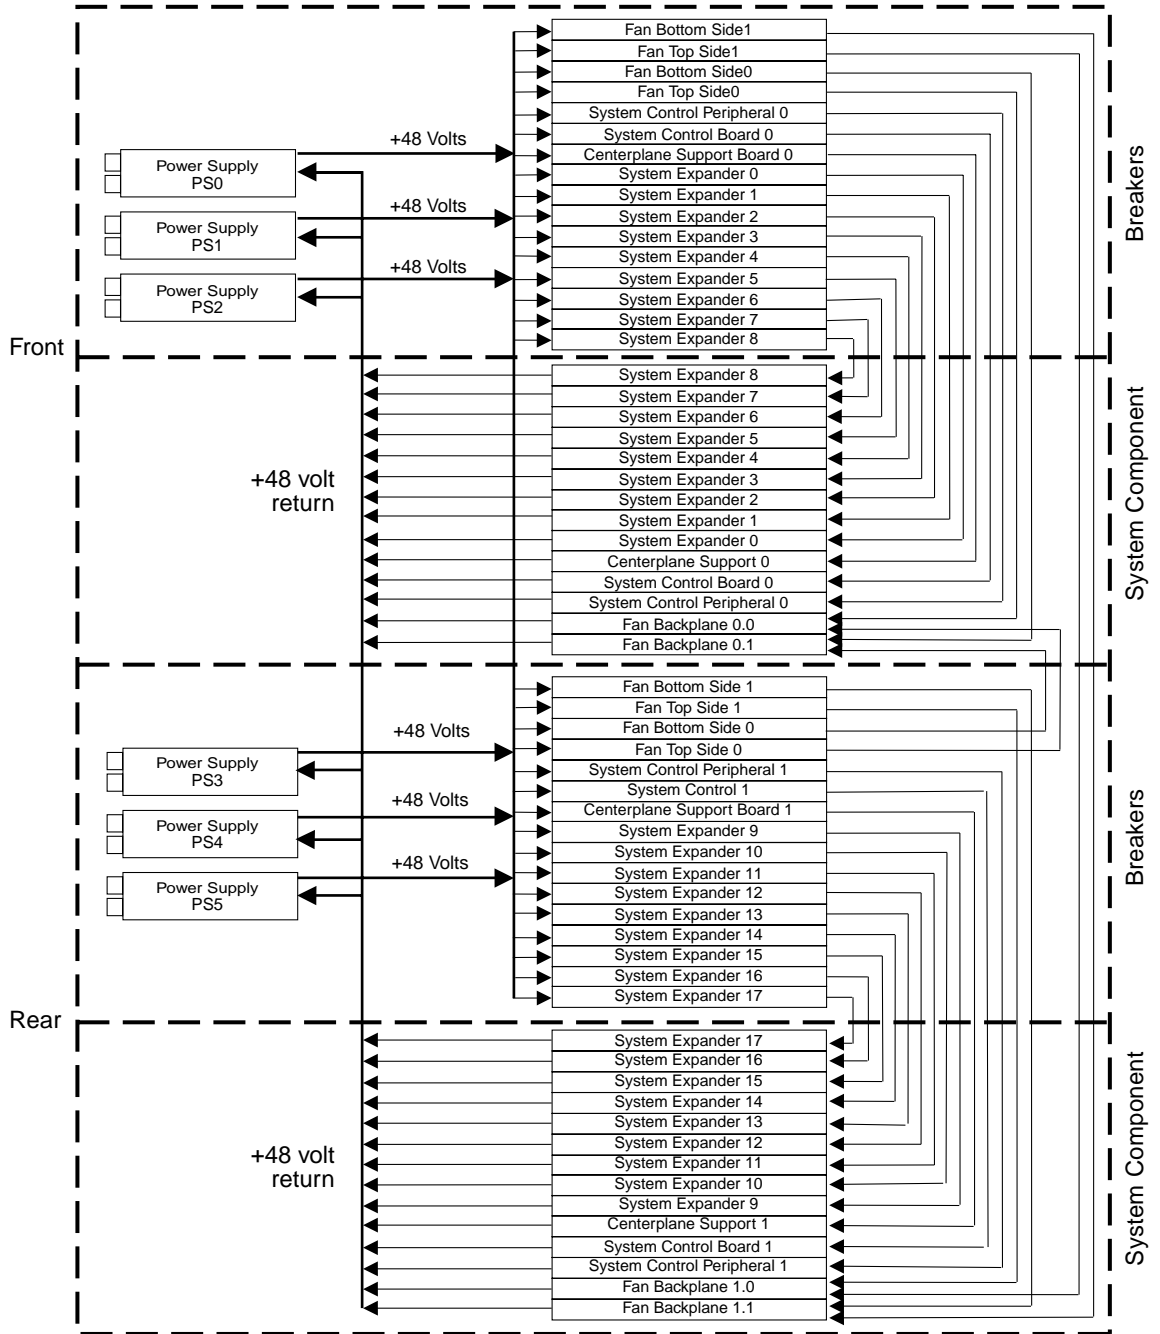 Fan Bottom Side1
Fan Top Side1
Fan Bottom Side0
Fan Top Side0
System Control Peripheral 0
System Control Board 0
Centerplane Support Board 0
System Expander 0
System Expander 1
System Expander 2
System Expander 3
System Expander 4
System Expander 5
System Expander 6
System Expander 7
System Expander 8
+48 Volts
+48 Volts
+48 Volts
Power Supply
PS0
Power Supply
PS1
Power Supply
PS2
Breakers
Front
System Expander 8
System Expander 7
System Expander 6
System Expander 5
System Expander 4
System Expander 3
System Expander 2
System Expander 1
System Expander 0
Centerplane Support 0
System Control Board 0
System Control Peripheral 0
Fan Backplane 0.0
Fan Backplane 0.1
+48 volt
return
System Component
Fan Bottom Side 1
Fan Top Side 1
Fan Bottom Side 0
Fan Top Side 0
System Control Peripheral 1
System Control 1
Centerplane Support Board 1
System Expander 9
System Expander 10
System Expander 11
System Expander 12
System Expander 13
System Expander 14
System Expander 15
System Expander 16
System Expander 17
+48 Volts
+48 Volts
+48 Volts
Power Supply
PS3
Power Supply
PS4
Power Supply
PS5
Breakers
Rear
System Expander 17
System Expander 16
System Expander 15
System Expander 14
System Expander 13
System Expander 12
System Expander 11
System Expander 10
System Expander 9
Centerplane Support 1
System Control Board 1
System Control Peripheral 1
Fan Backplane 1.0
Fan Backplane 1.1
+48 volt
return
System Component